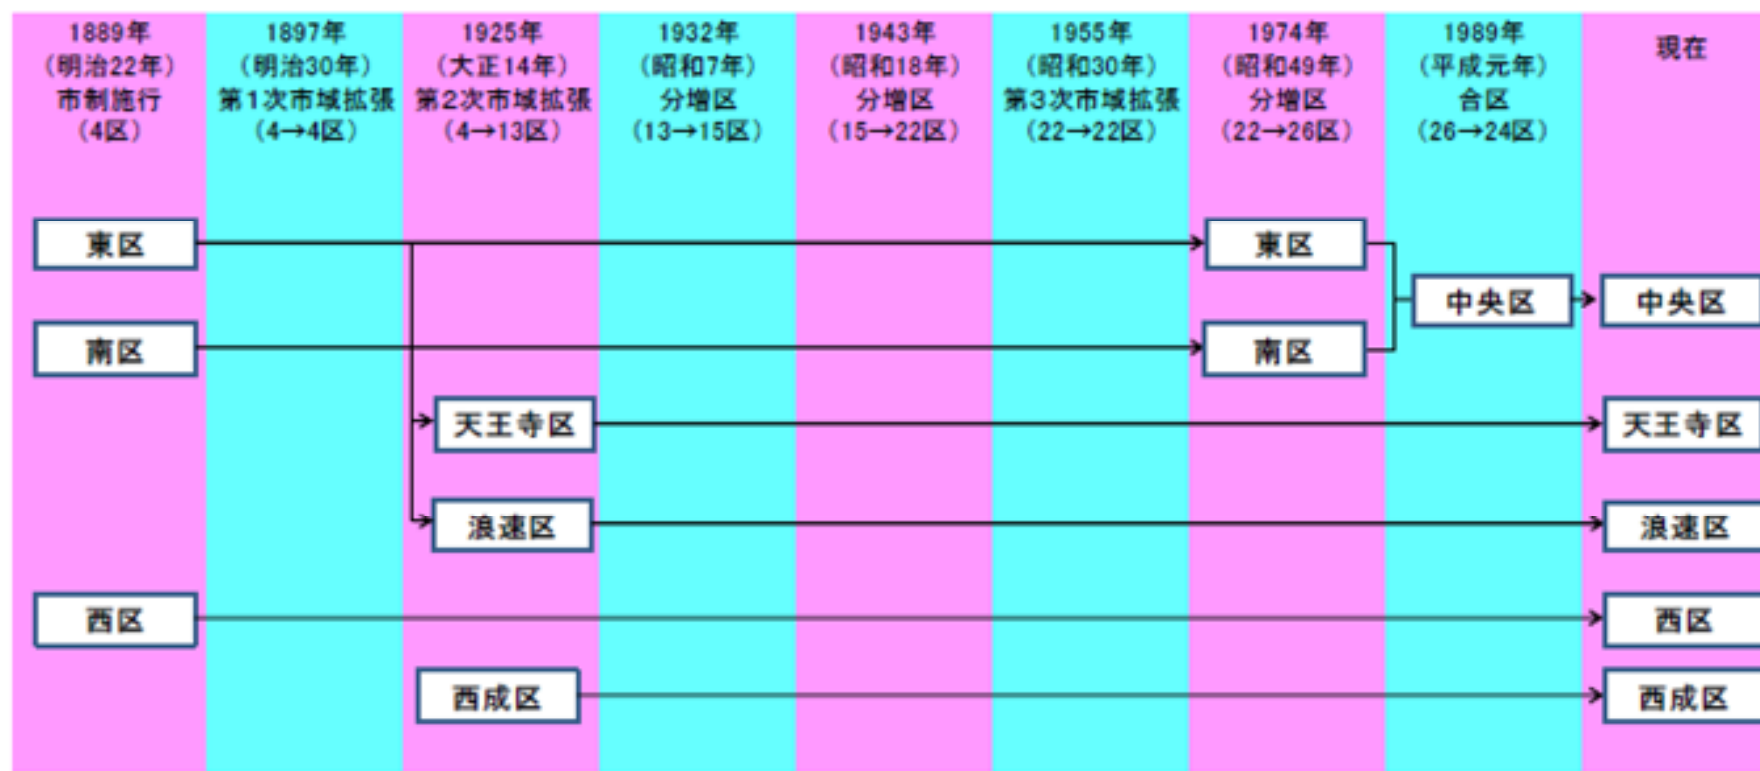 1889年
（明治22年）
市制施行
（4区）
1897年
（明治30年）
第1次市域拡張
（4→4区）
1925年
（大正14年）
第2次市域拡張
（4→13区）
1932年
（昭和7年）
分増区
（13→15区）
1943年
（昭和18年）
分増区
（15→22区）
1955年
（昭和30年）
第3次市域拡張
（22→22区）
1974年
（昭和49年）
分増区
（22→26区）
1989年
（平成元年）
合区
（26→24区）
現在
東区
東区
中央区
中央区
南区
南区
天王寺区
天王寺区
浪速区
浪速区
西区
西区
西成区
西成区